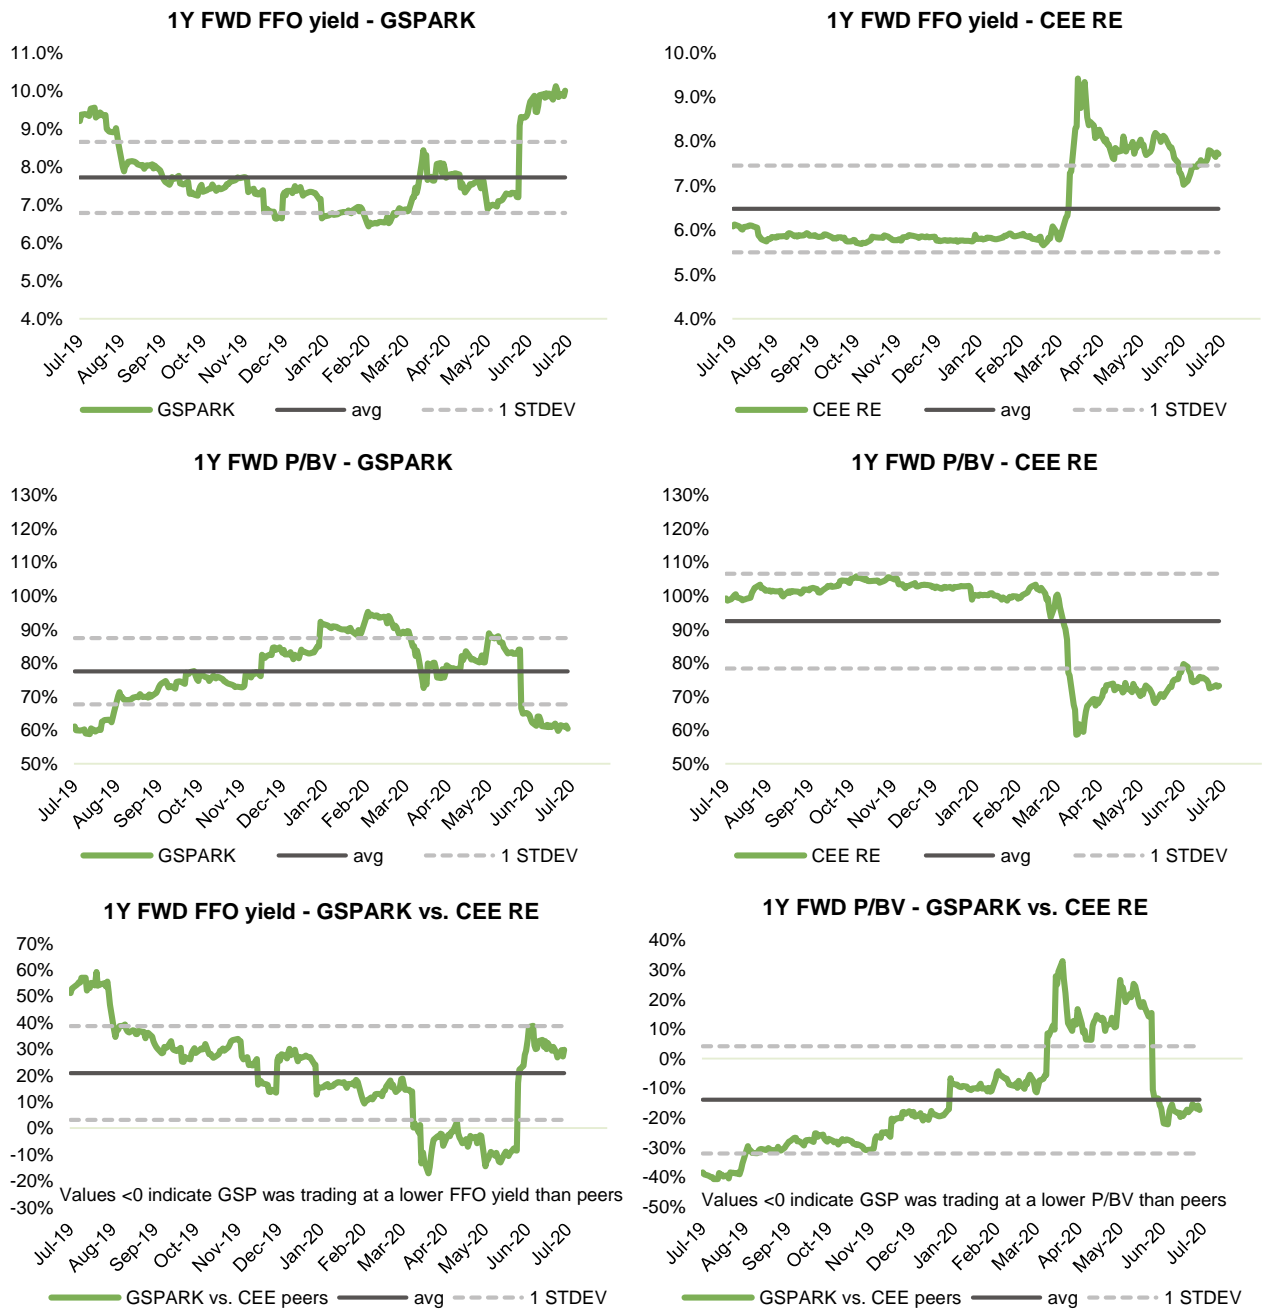 1Y FWD FFO yield - GSPARK
11.0%
10.0%
9.0%
8.0%
7.0%
6.0%
5.0%
4.0%
Jul-19 Aug-19 Sep-19 Oct-19 Nov-19 Dec-19 Jan-20 Feb-20 Mar-20 Apr-20 May-20 Jun-20 Jul-20
GSPARK avg 1 STDEV
1Y FWD FFO yield - CEE RE
10.0%
9.0%
8.0%
7.0%
6.0%
5.0%
4.0%
Jul-19 Aug-19 Sep-19 Oct-19 Nov-19 Dec-19 Jan-20 Feb-20 Mar-20 Apr-20 May-20 Jun-20 Jul-20
CEE RE avg 1 STDEV
1Y FWD P/BV - GSPARK
130%
120%
110%
100%
90%
80%
70%
60%
50%
Jul-19 Aug-19 Sep-19 Oct-19 Nov-19 Dec-19 Jan-20 Feb-20 Mar-20 Apr-20 May-20 Jun-20 Jul-20
GSPARK avg 1 STDEV
1Y FWD P/BV - CEE RE
130%
120%
110%
100%
90%
80%
70%
60%
50%
Jul-19 Aug-19 Sep-19 Oct-19 Nov-19 Dec-19 Jan-20 Feb-20 Mar-20 Apr-20 May-20 Jun-20 Jul-20
CEE RE avg 1 STDEV
1Y FWD FFO yield - GSPARK vs. CEE RE
70%
60%
50%
40%
30%
20%
10%
0%
-10%
-20%
-30%
Values <0 indicate GSP was trading at a lower FFO yield than peers
Jul-19 Aug-19 Sep-19 Oct-19 Nov-19 Dec-19 Jan-20 Feb-20 Mar-20 Apr-20 May-20 Jun-20 Jul-20
GSPARK vs. CEE peers avg 1 STDEV
1Y FWD P/BV - GSPARK vs. CEE RE
40%
30%
20%
10%
0%
-10%
-20%
-30%
-40%
-50%
Values <0 indicate GSP was trading at a lower P/BV than peers
Jul-19 Aug-19 Sep-19 Oct-19 Nov-19 Dec-19 Jan-20 Feb-20 Mar-20 Apr-20 May-20 Jun-20 Jul-20
GSPARK vs. CEE peers avg 1 STDEV